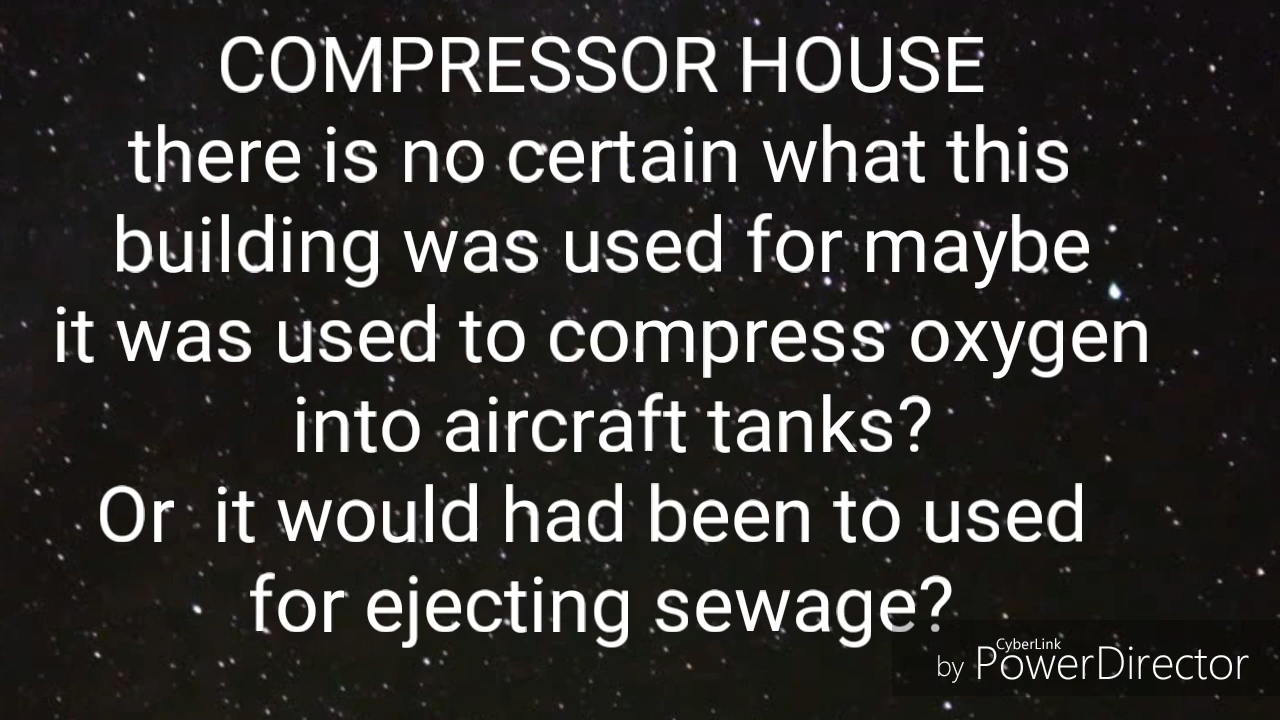 COMPRESSOR HOUSE
there is no certain what this
building was used for maybe
it was used to compress oxygen
into aircraft tanks?
Or it would had been to used
for ejecting sewage?
CyberLink
by PowerDirector